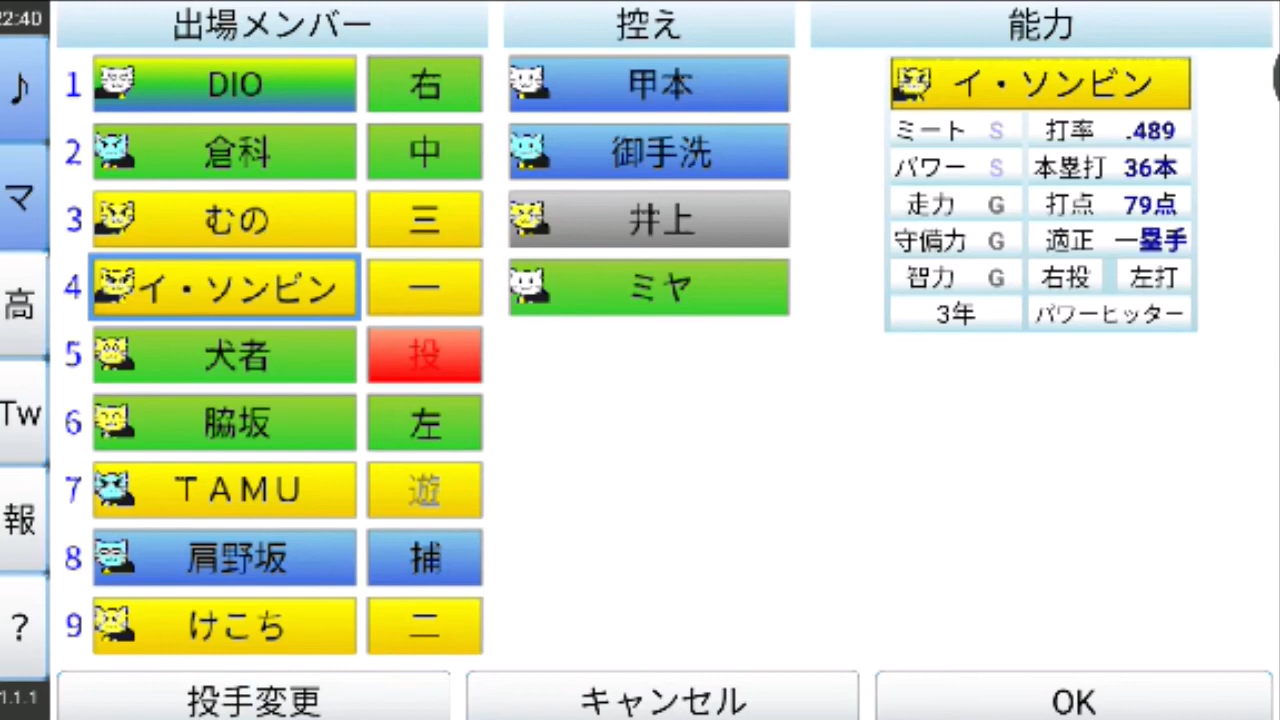 22:40
♪
マ
高
Tw
報
?
1.1.1
出場メンバー
1 DIO 右
2 倉科 中
3 むの 三
4 イ・ソンビン 一
5 犬者 投
6 脇坂 左
7 TAMU 遊
8 肩野坂 捕
9 けこち 二
控え
甲本
御手洗
井上
ミヤ
能力
イ・ソンビン
ミート S 打率 .489
パワー S 本塁打 36本
走力 G 打点 79点
守備力 G 適正 一塁手
智力 G 右投 左打
3年 パワーヒッター
投手変更
キャンセル
OK